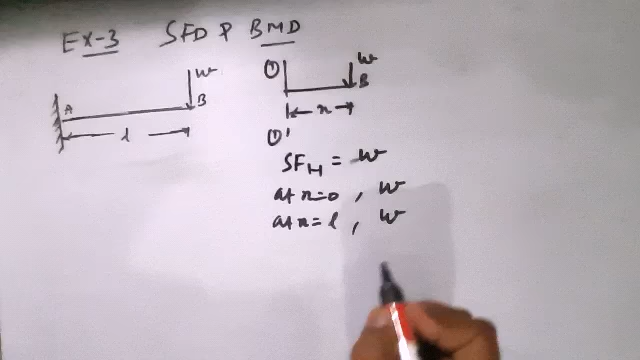 EX-3 SFD & BMD
W
A
B
l
①
W
B
x
①'
SFx = W
at x=0, W
at x=l, W